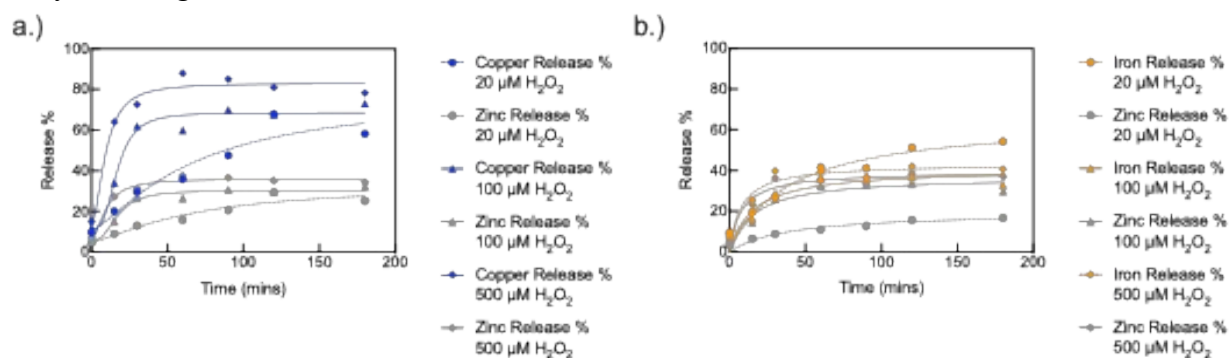 a.)
100
80
60
40
20
0
0
50
100
150
200
Release %
Time (mins)
Copper Release %
20 µM H₂O₂
Zinc Release %
20 µM H₂O₂
Copper Release %
100 µM H₂O₂
Zinc Release %
100 µM H₂O₂
Copper Release %
500 µM H₂O₂
Zinc Release %
500 µM H₂O₂
b.)
100
80
60
40
20
0
0
50
100
150
200
Release %
Time (mins)
Iron Release %
20 µM H₂O₂
Zinc Release %
20 µM H₂O₂
Iron Release %
100 µM H₂O₂
Zinc Release %
100 µM H₂O₂
Iron Release %
500 µM H₂O₂
Zinc Release %
500 µM H₂O₂